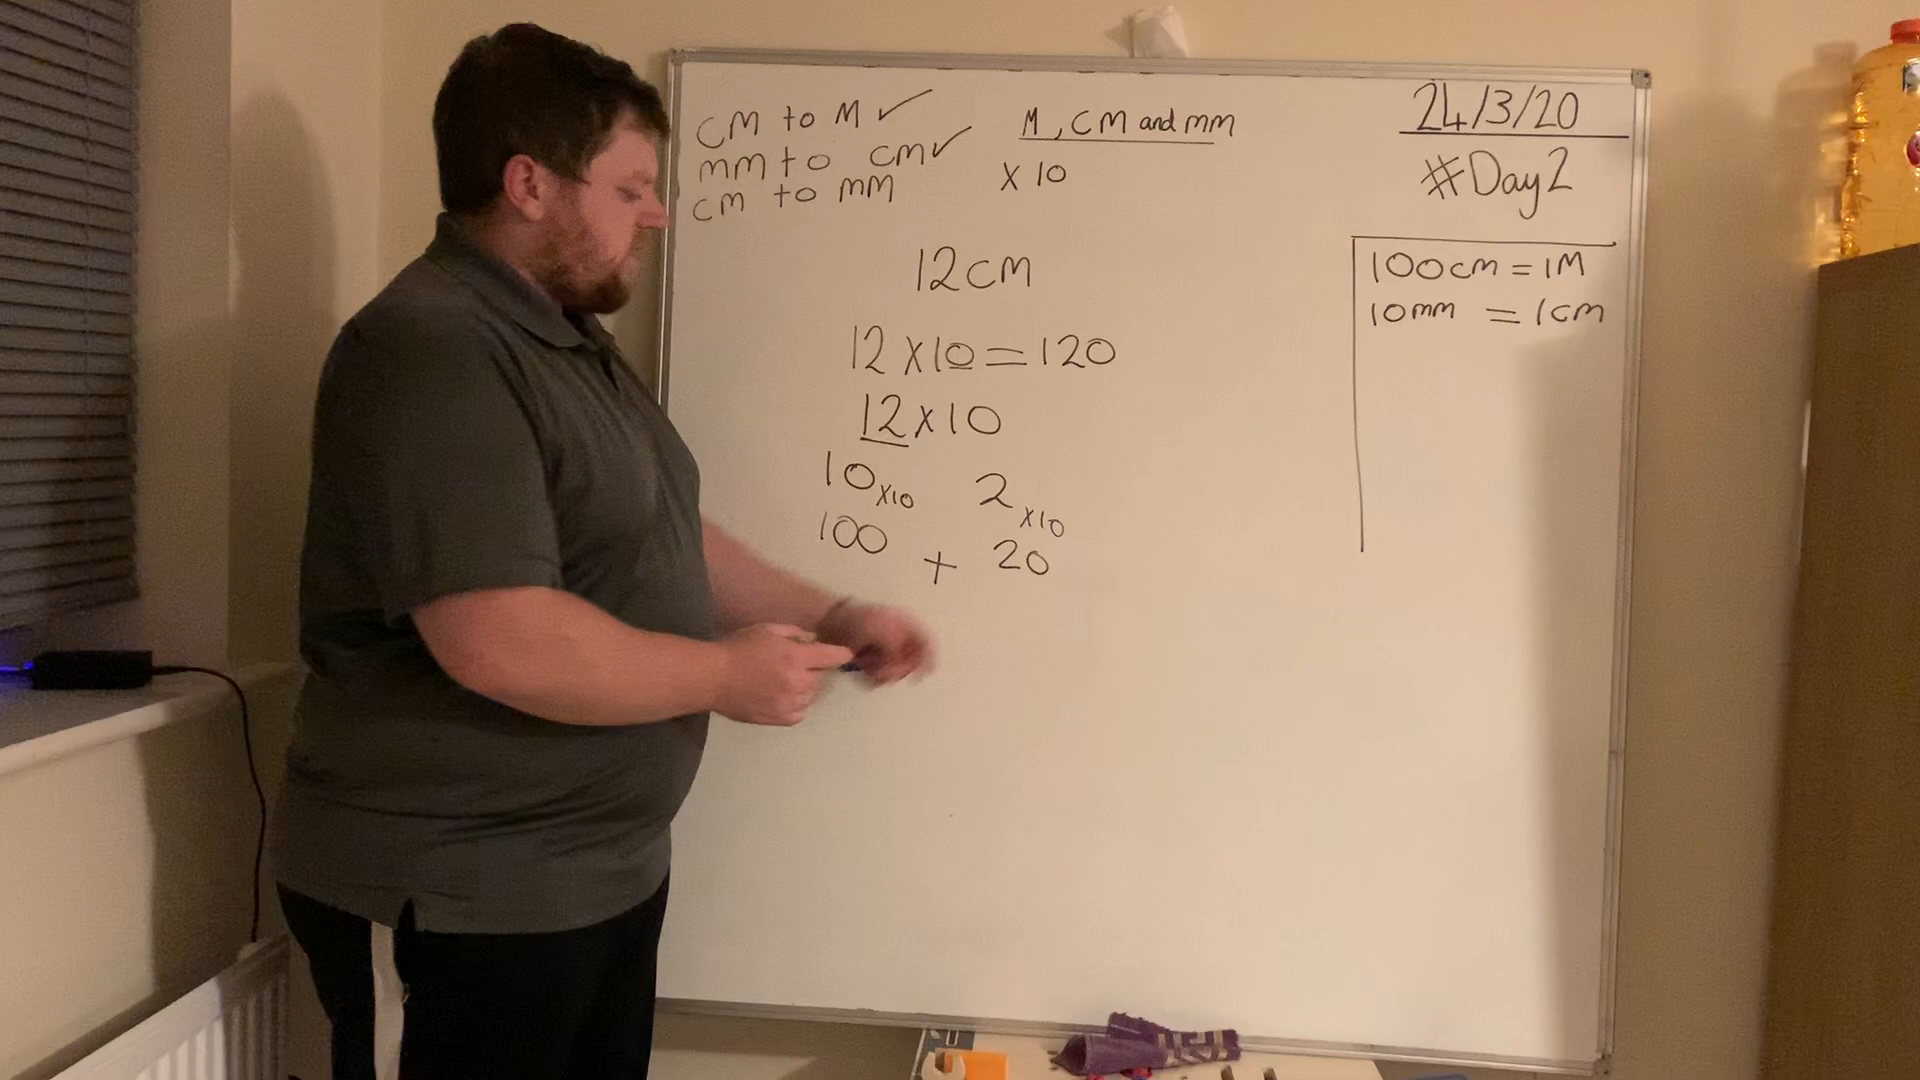 CM to M ✓
mm to cm ✓
cm to mm
M, CM and mm
x 10
24/3/20
#Day2
100cm = 1M
10mm = 1cm
12cm
12 x 10 = 120
12 x 10
10 x10 2 x10
100 + 20